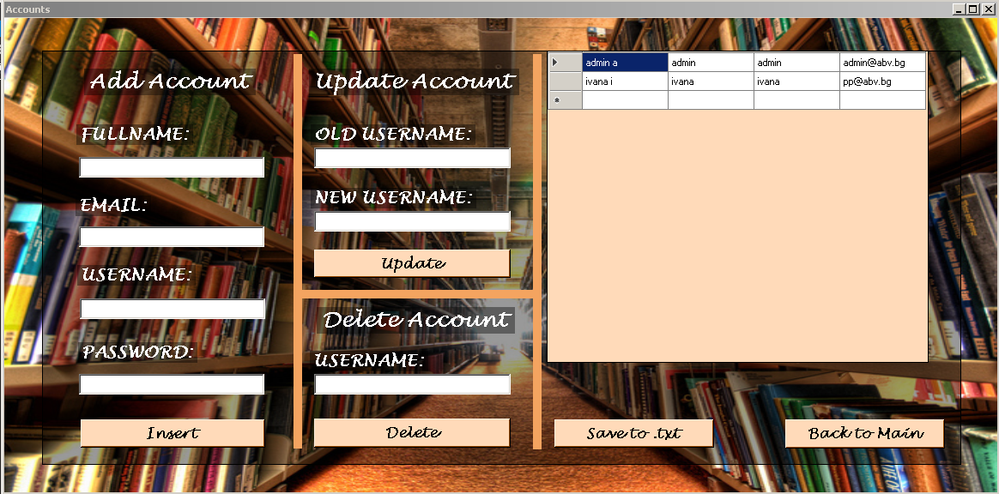 Accounts
Add Account
FULLNAME:
EMAIL:
USERNAME:
PASSWORD:
Insert
Update Account
OLD USERNAME:
NEW USERNAME:
Update
Delete Account
USERNAME:
Delete
admin a admin admin admin@abv.bg
ivana i ivana ivana pp@abv.bg
Save to .txt
Back to Main